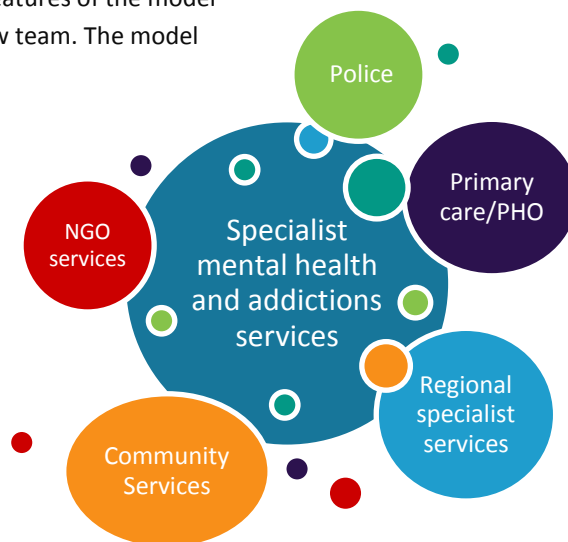 eatures of the model
w team. The model
Police
Primary
care/PHO
NGO
services
Specialist
mental health
and addictions
services
Regional
specialist
services
Community
Services